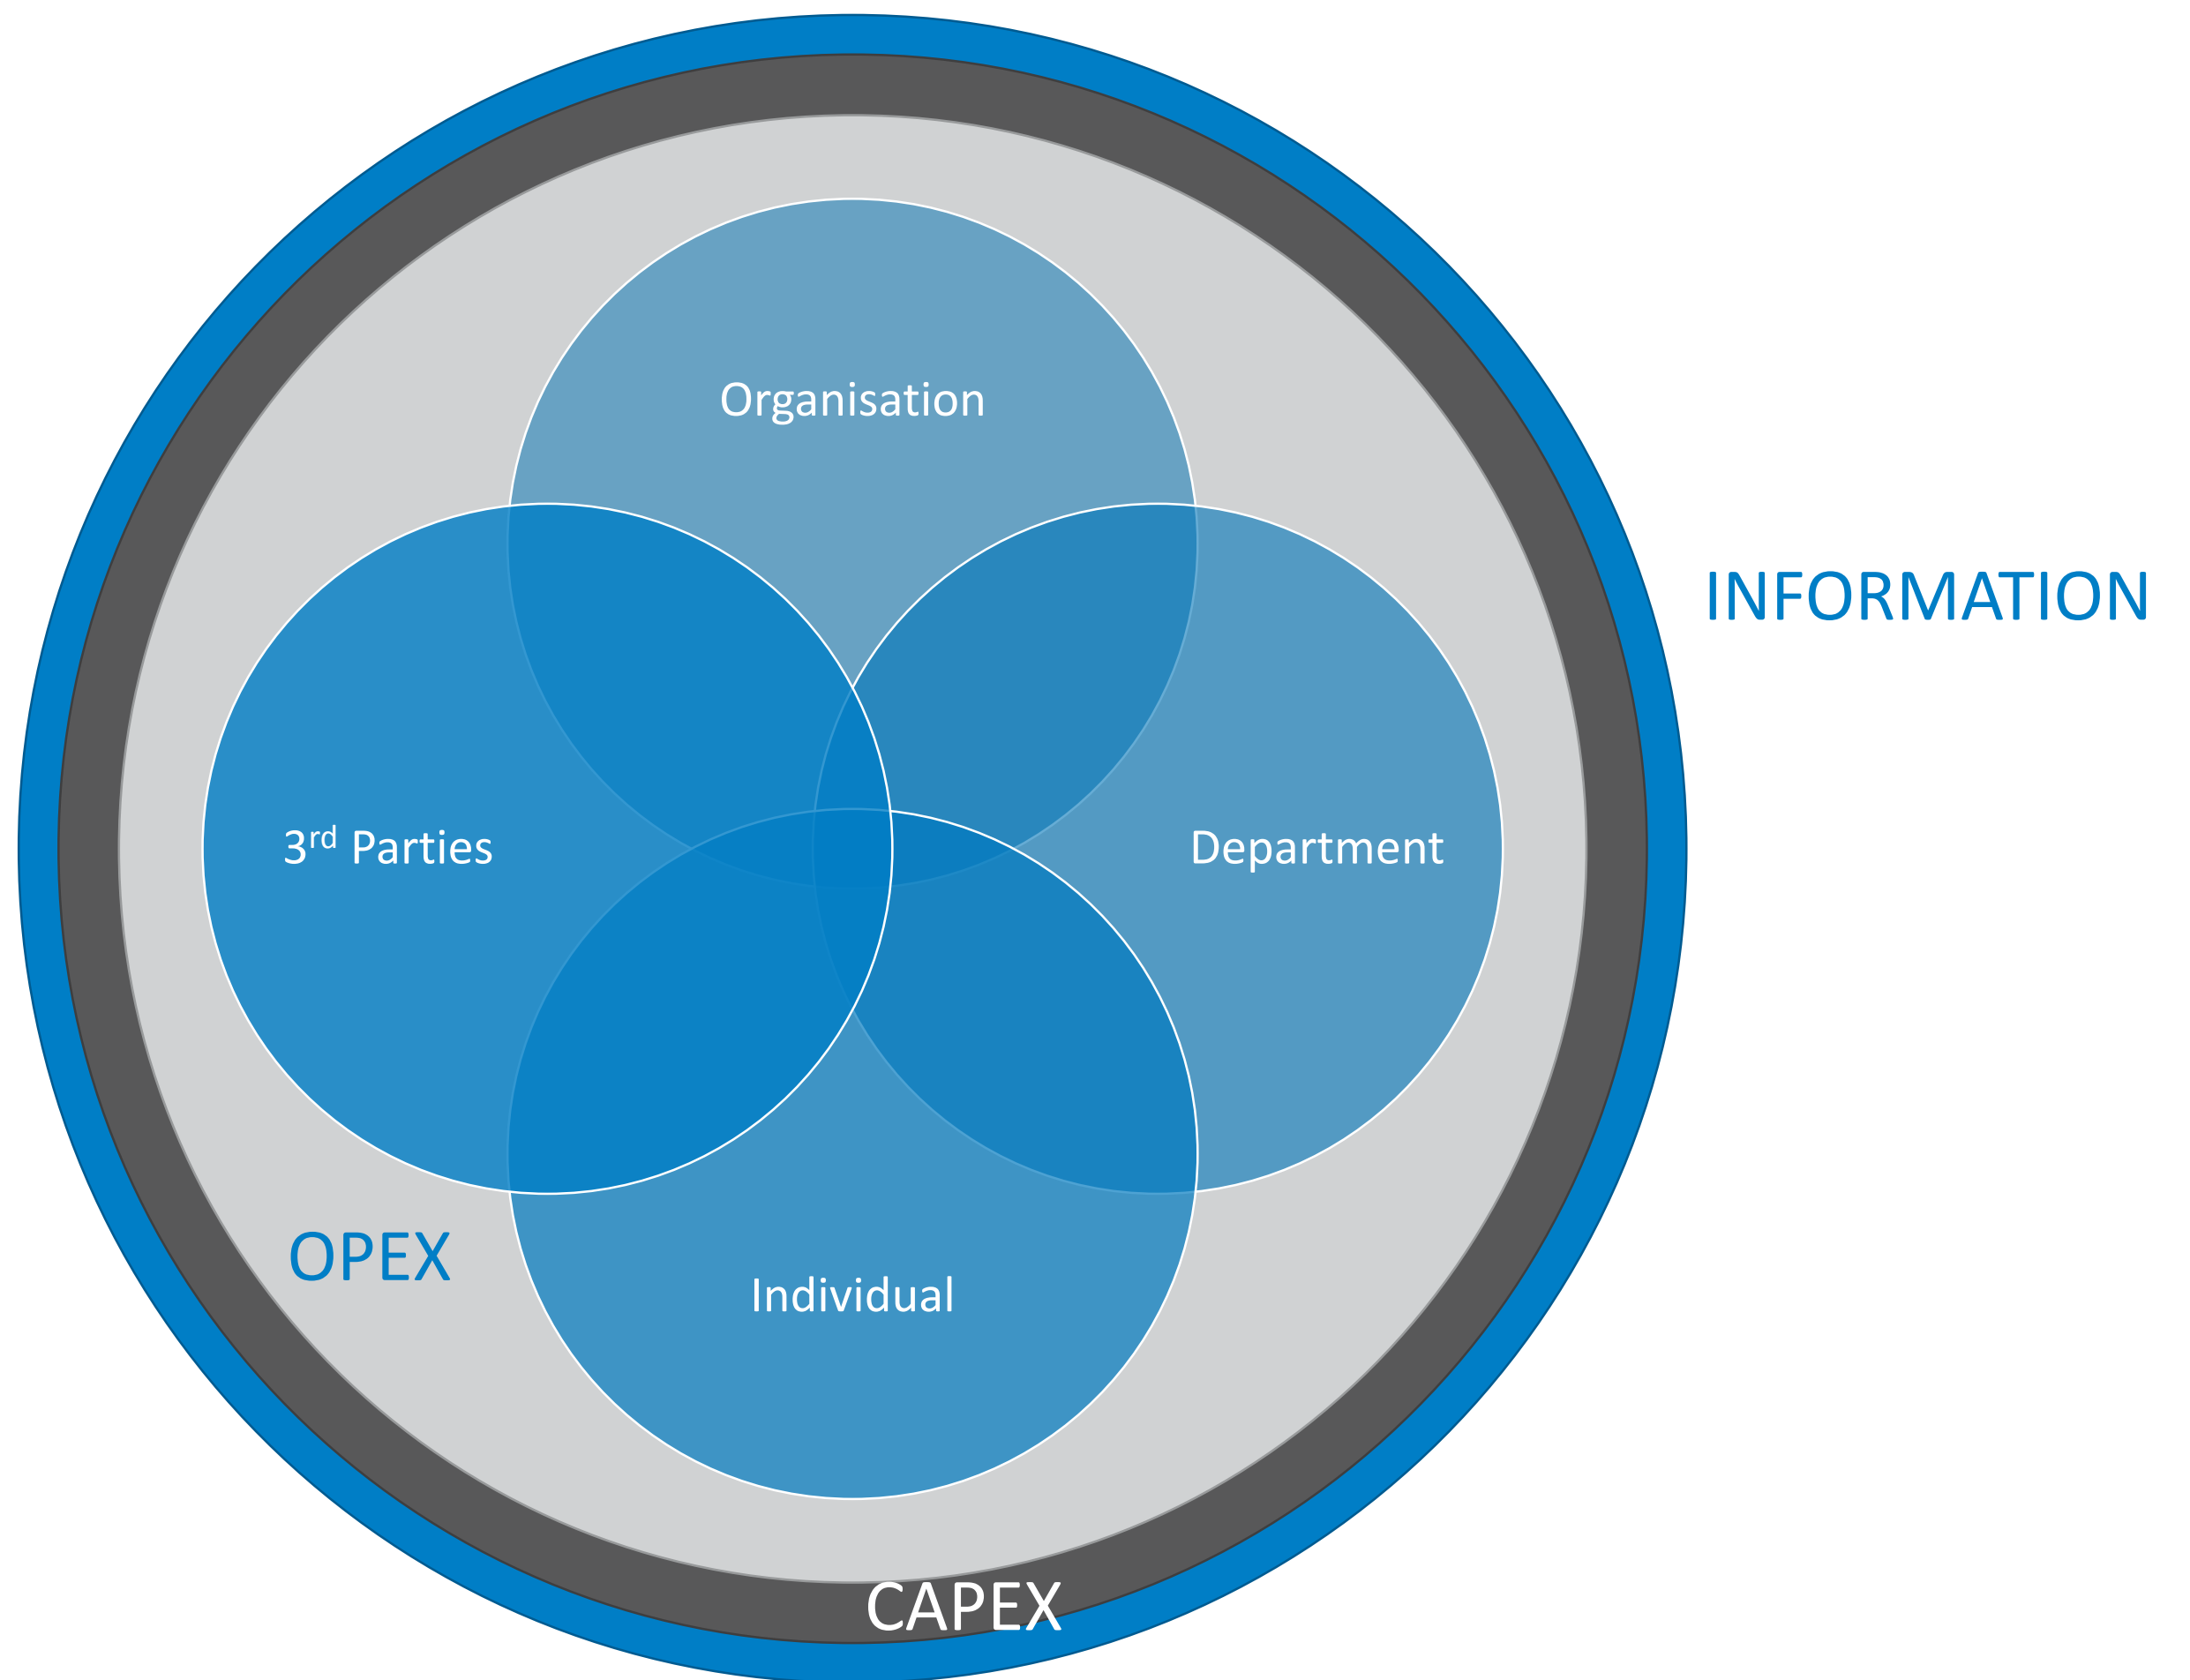 Organisation
INFORMATION
3rd Parties
Department
OPEX
Individual
CAPEX